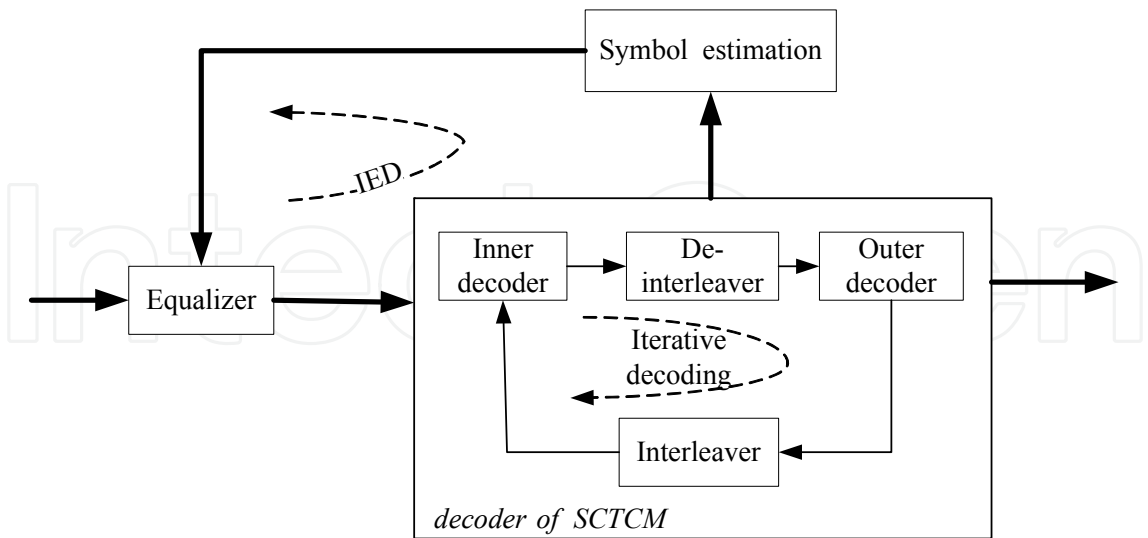 Symbol estimation
IED
Inner
decoder
De-
interleaver
Outer
decoder
Equalizer
Iterative
decoding
Interleaver
decoder of SCTCM